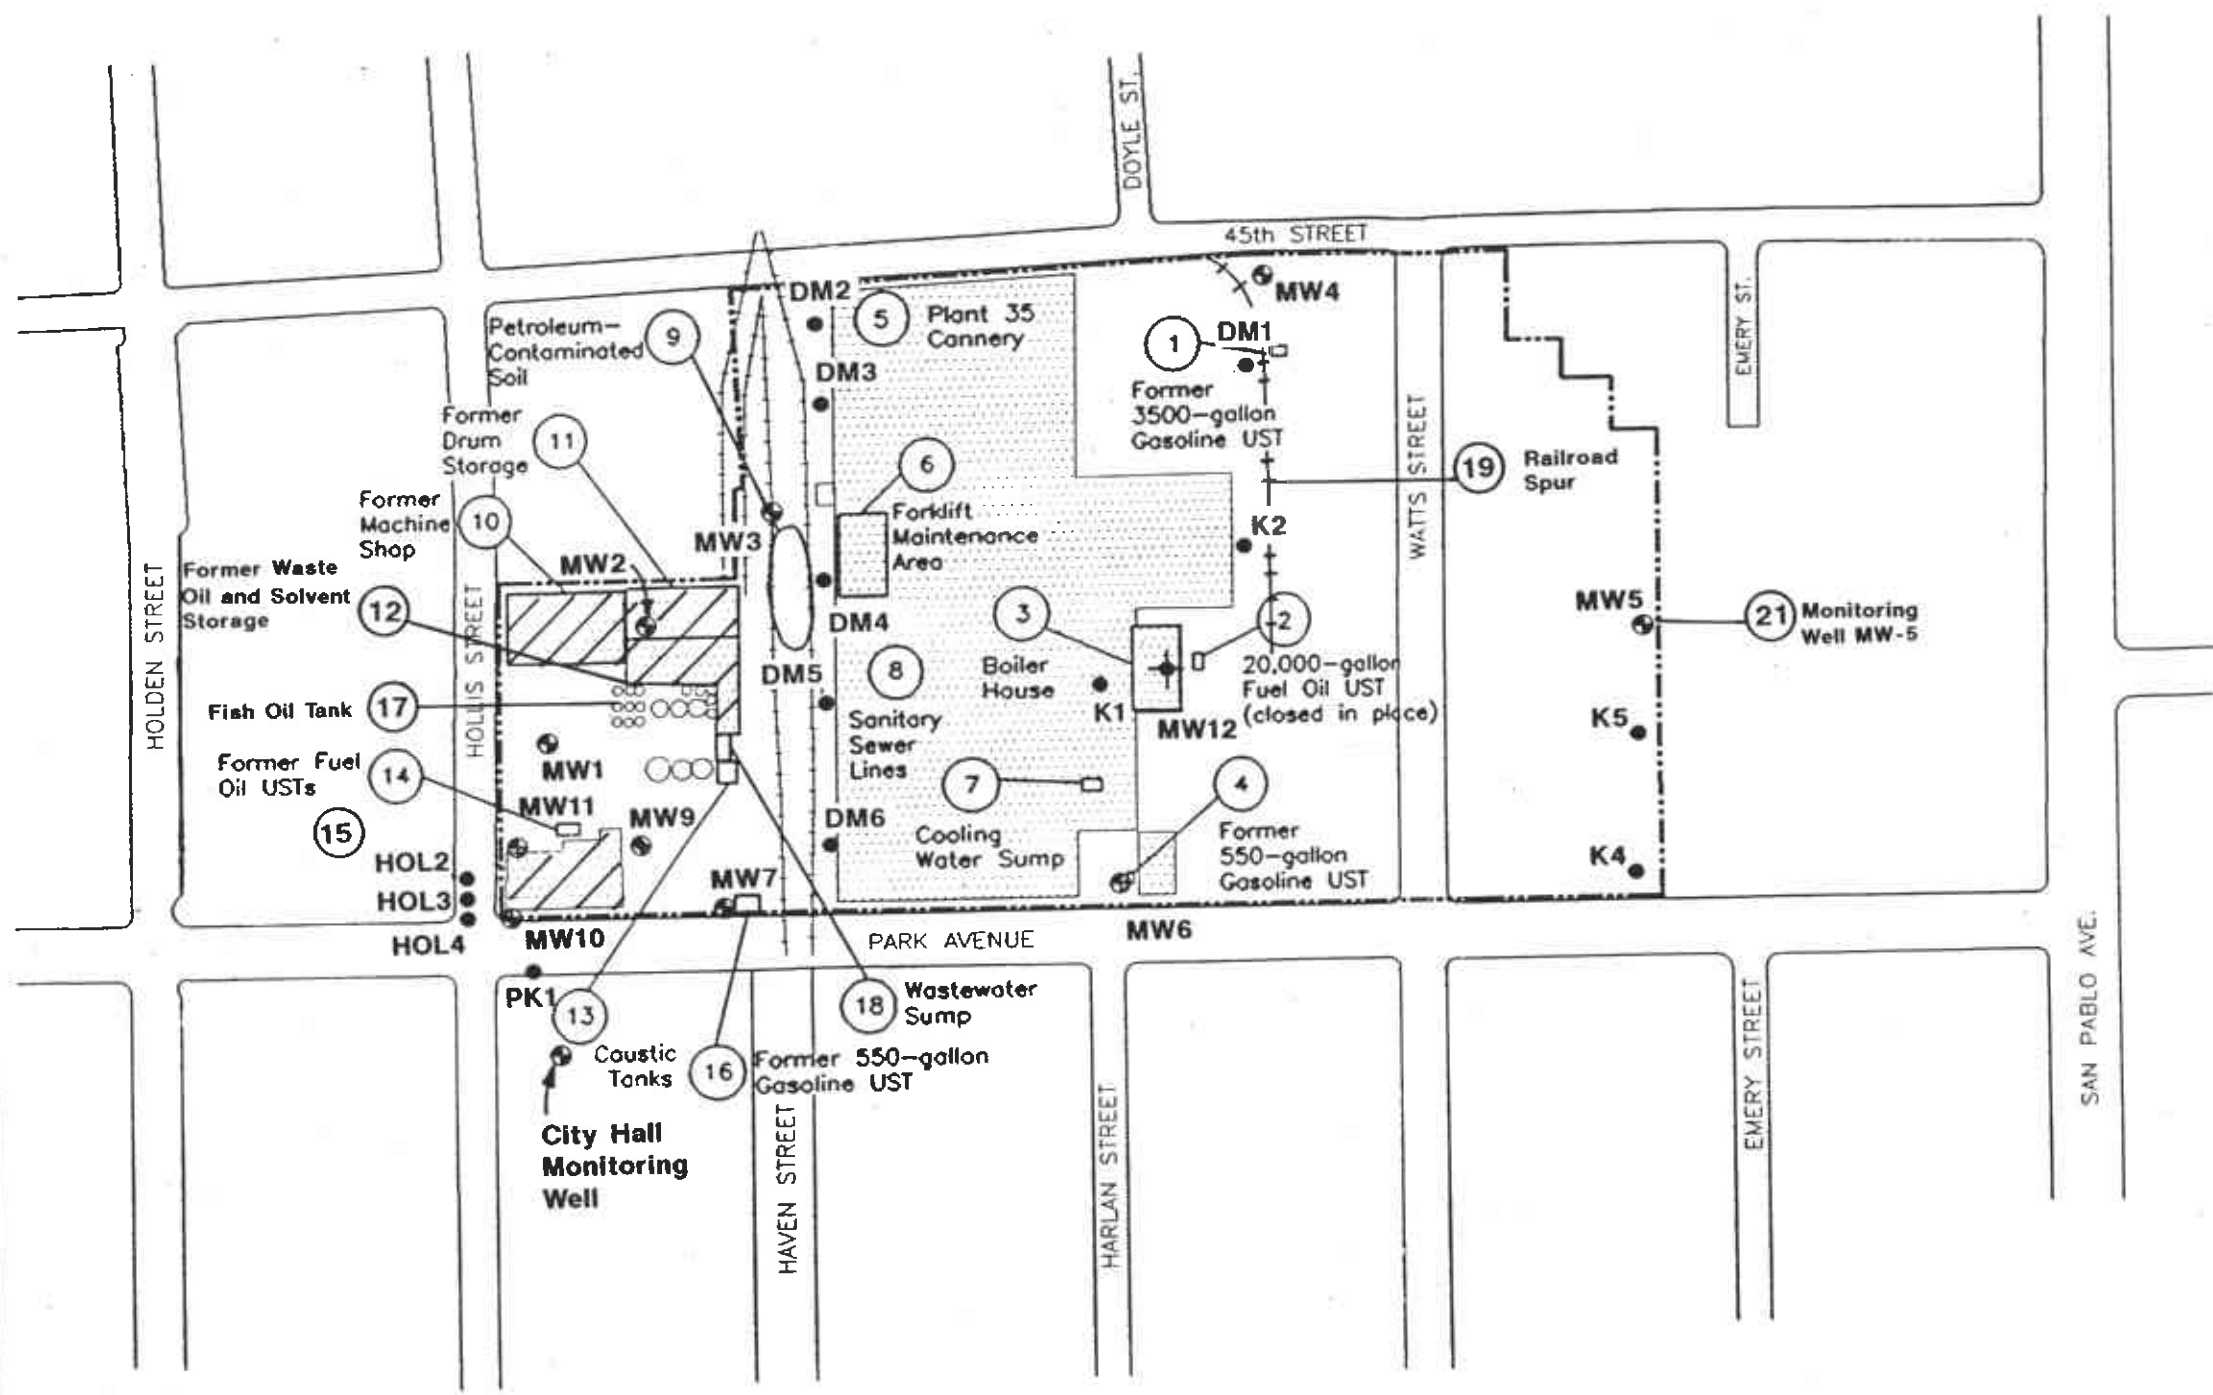 DOYLE ST.
45th STREET
MW4
DM2
5
Plant 35
Cannery
EMERY ST.
Petroleum-
Contaminated
Soil
9
1
DM1
DM3
Former
3500-gallon
Gasoline UST
Former
Drum
Storage
11
6
WATTS STREET
19
Railroad
Spur
Former
Machine
Shop
10
Forklift
Maintenance
Area
K2
MW3
MW2
HOLDEN STREET
Former Waste
Oil and Solvent
Storage
12
HOLLIS STREET
DM4
3
2
MW5
21
Monitoring
Well MW-5
DM5
8
Boiler
House
20,000-gallon
Fuel Oil UST
(closed in place)
Fish Oil Tank
17
Sanitary
Sewer
Lines
K1
MW12
K5
MW1
Former Fuel
Oil USTs
14
7
4
MW11
MW9
DM6
15
Cooling
Water Sump
Former
550-gallon
Gasoline UST
K4
HOL2
HOL3
HOL4
MW7
MW10
PARK AVENUE
MW6
PK1
13
Caustic
Tanks
16
Former 550-gallon
Gasoline UST
18
Wastewater
Sump
City Hall
Monitoring
Well
HAVEN STREET
HARLAN STREET
EMERY STREET
SAN PABLO AVE.